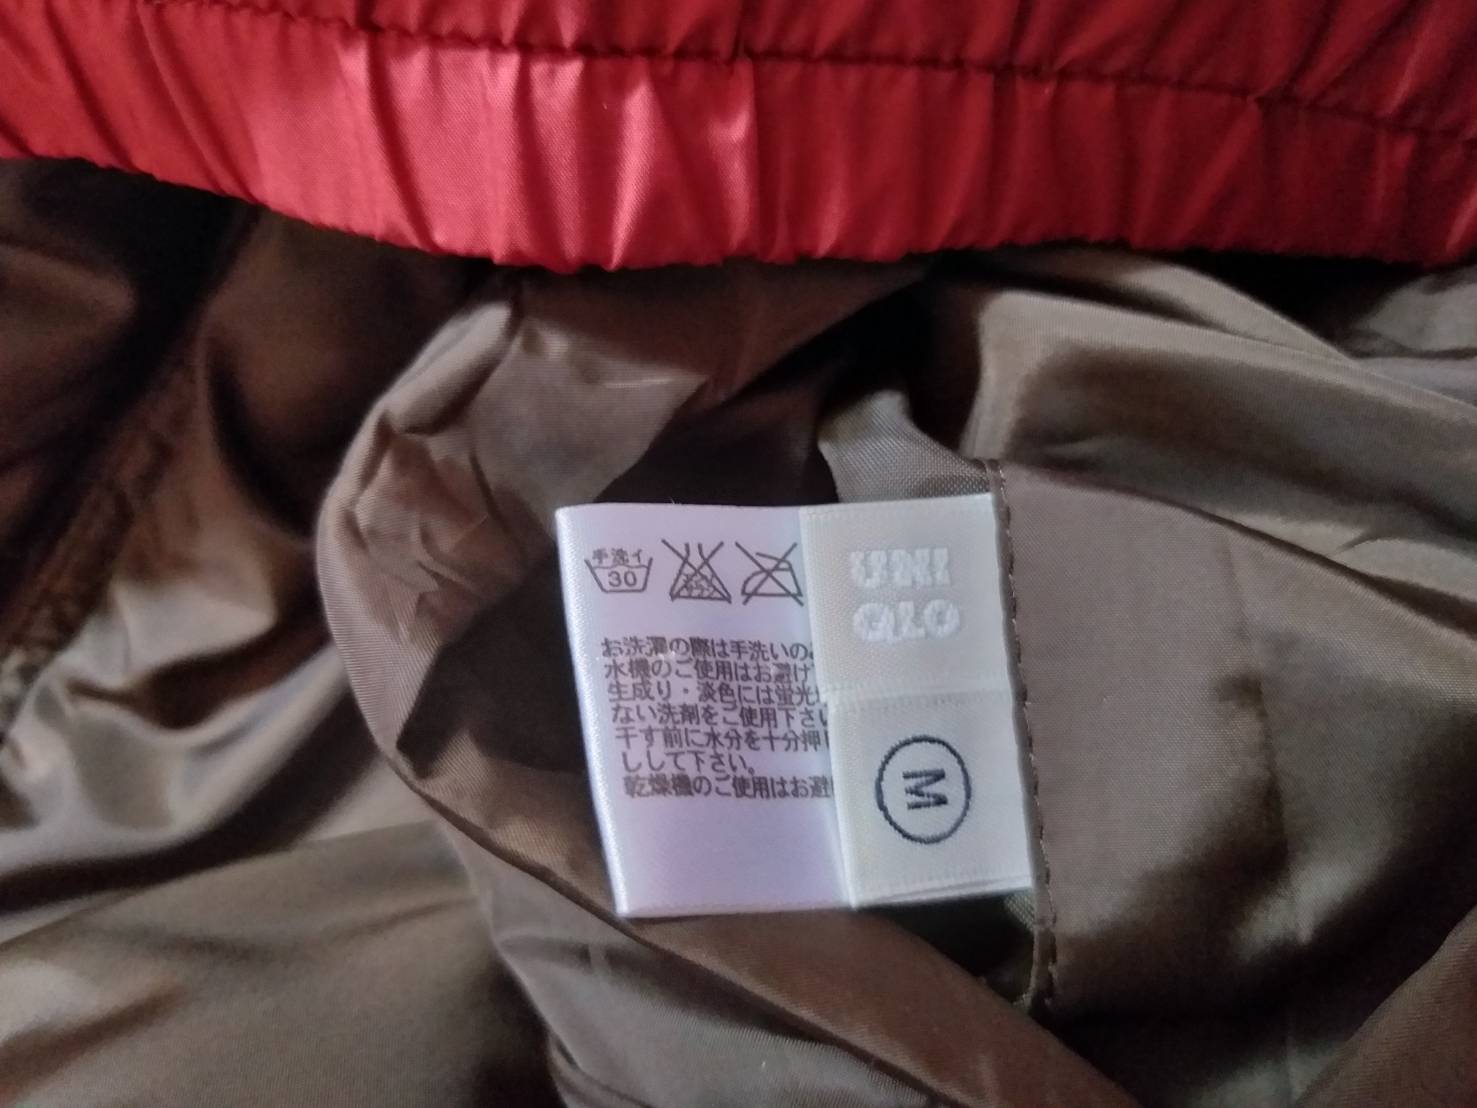 手洗イ
30
お洗濯の際は手洗いの
水機のご使用はお避け
生成り・淡色には蛍光
ない洗剤をご使用下さ
干す前に水分を十分押
しして下さい。
乾燥機のご使用はお避
UNI
QLO
M